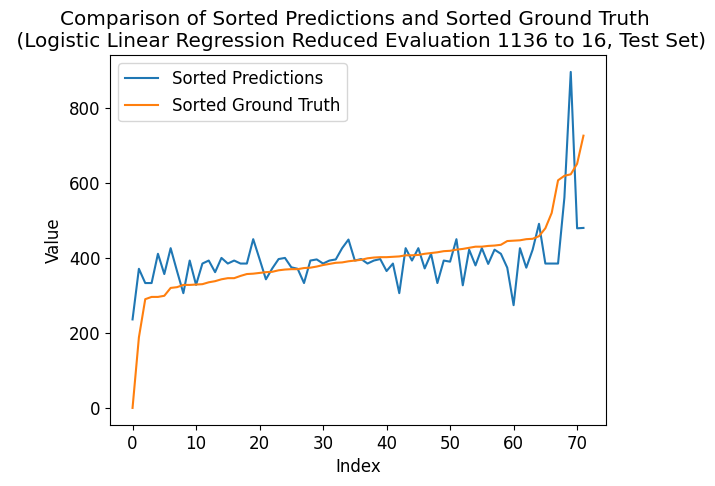 Comparison of Sorted Predictions and Sorted Ground Truth
(Logistic Linear Regression Reduced Evaluation 1136 to 16, Test Set)
Sorted Predictions
Sorted Ground Truth
Value
800
600
400
200
0
0 10 20 30 40 50 60 70
Index